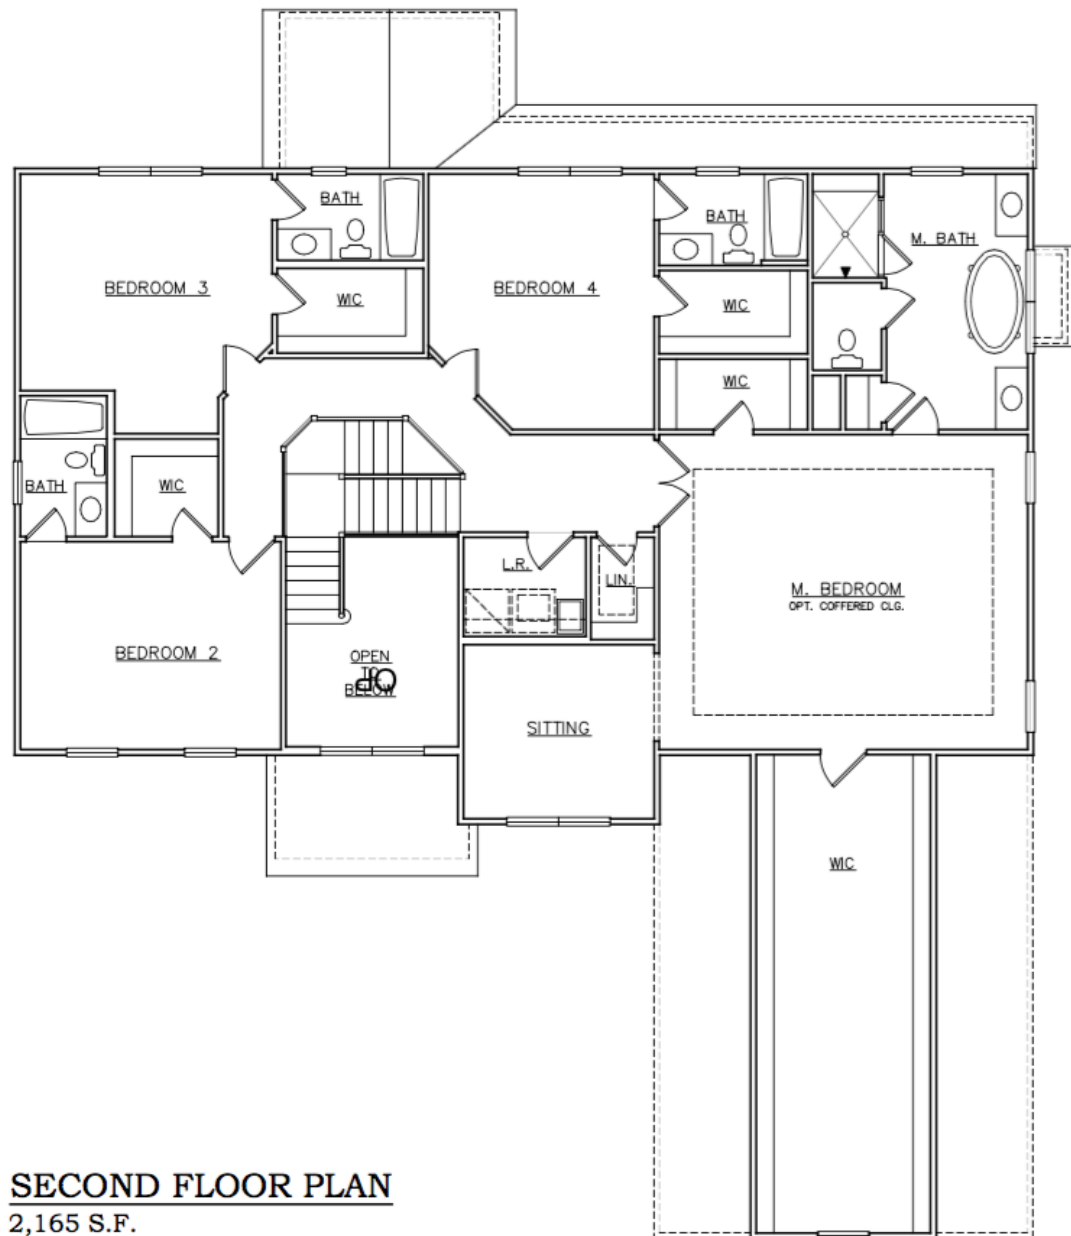 BATH
BATH
M. BATH
BEDROOM 3
BEDROOM 4
WIC
WIC
WIC
BATH
WIC
L.R.
LIN.
M. BEDROOM
OPT. COFFERED CLG.
BEDROOM 2
OPEN
TO
BELOW
SITTING
WIC
SECOND FLOOR PLAN
2,165 S.F.